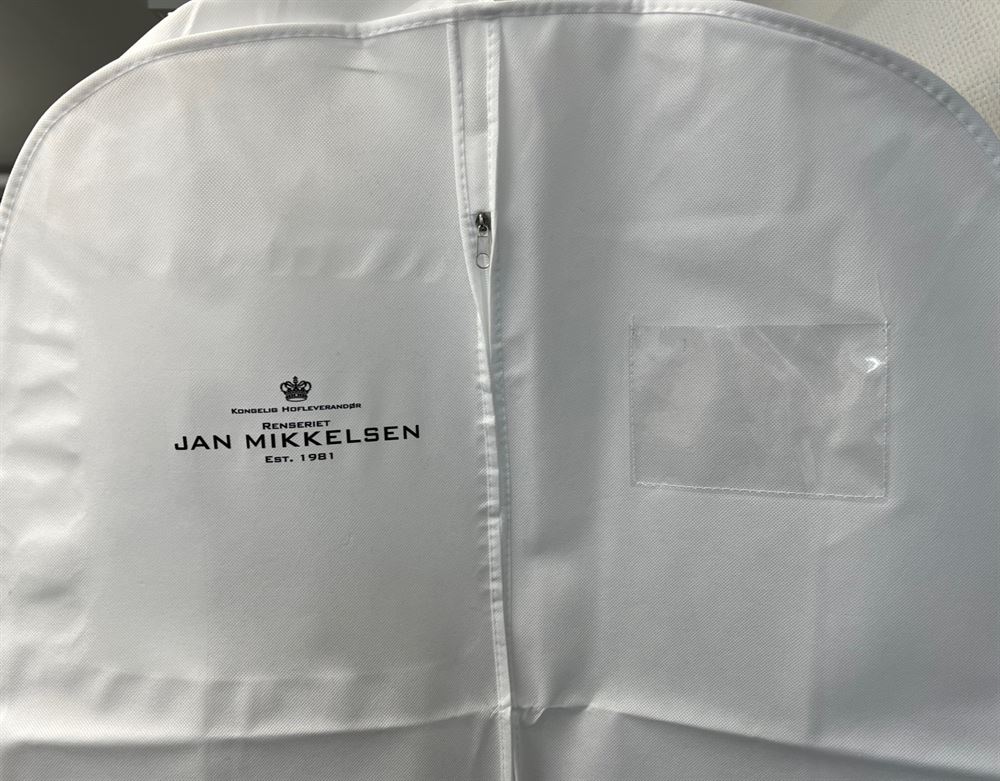 KONGELIG HOFLEVERANDØR
RENSERIET
JAN MIKKELSEN
EST. 1981